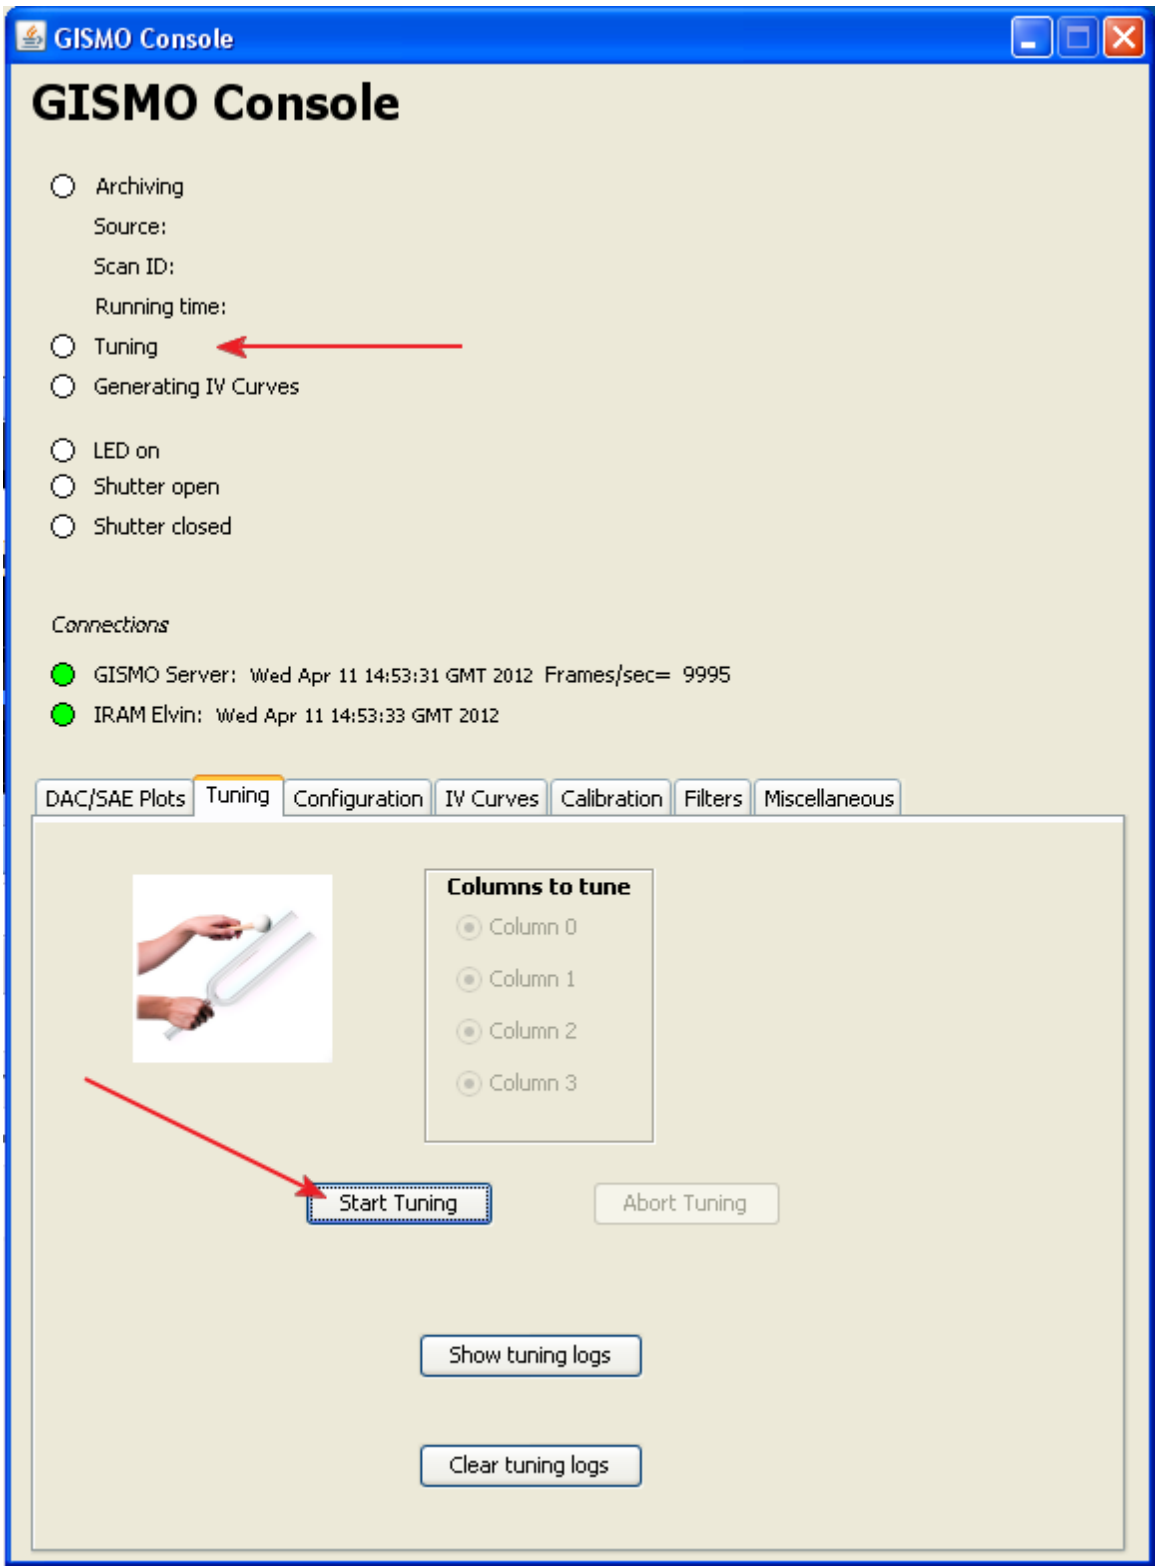 GISMO Console
GISMO Console
Archiving
Source:
Scan ID:
Running time:
Tuning
Generating IV Curves
LED on
Shutter open
Shutter closed
Connections
GISMO Server: Wed Apr 11 14:53:31 GMT 2012 Frames/sec= 9995
IRAM Elvin: Wed Apr 11 14:53:33 GMT 2012
DAC/SAE Plots Tuning Configuration IV Curves Calibration Filters Miscellaneous
Columns to tune
Column 0
Column 1
Column 2
Column 3
Start Tuning Abort Tuning
Show tuning logs
Clear tuning logs